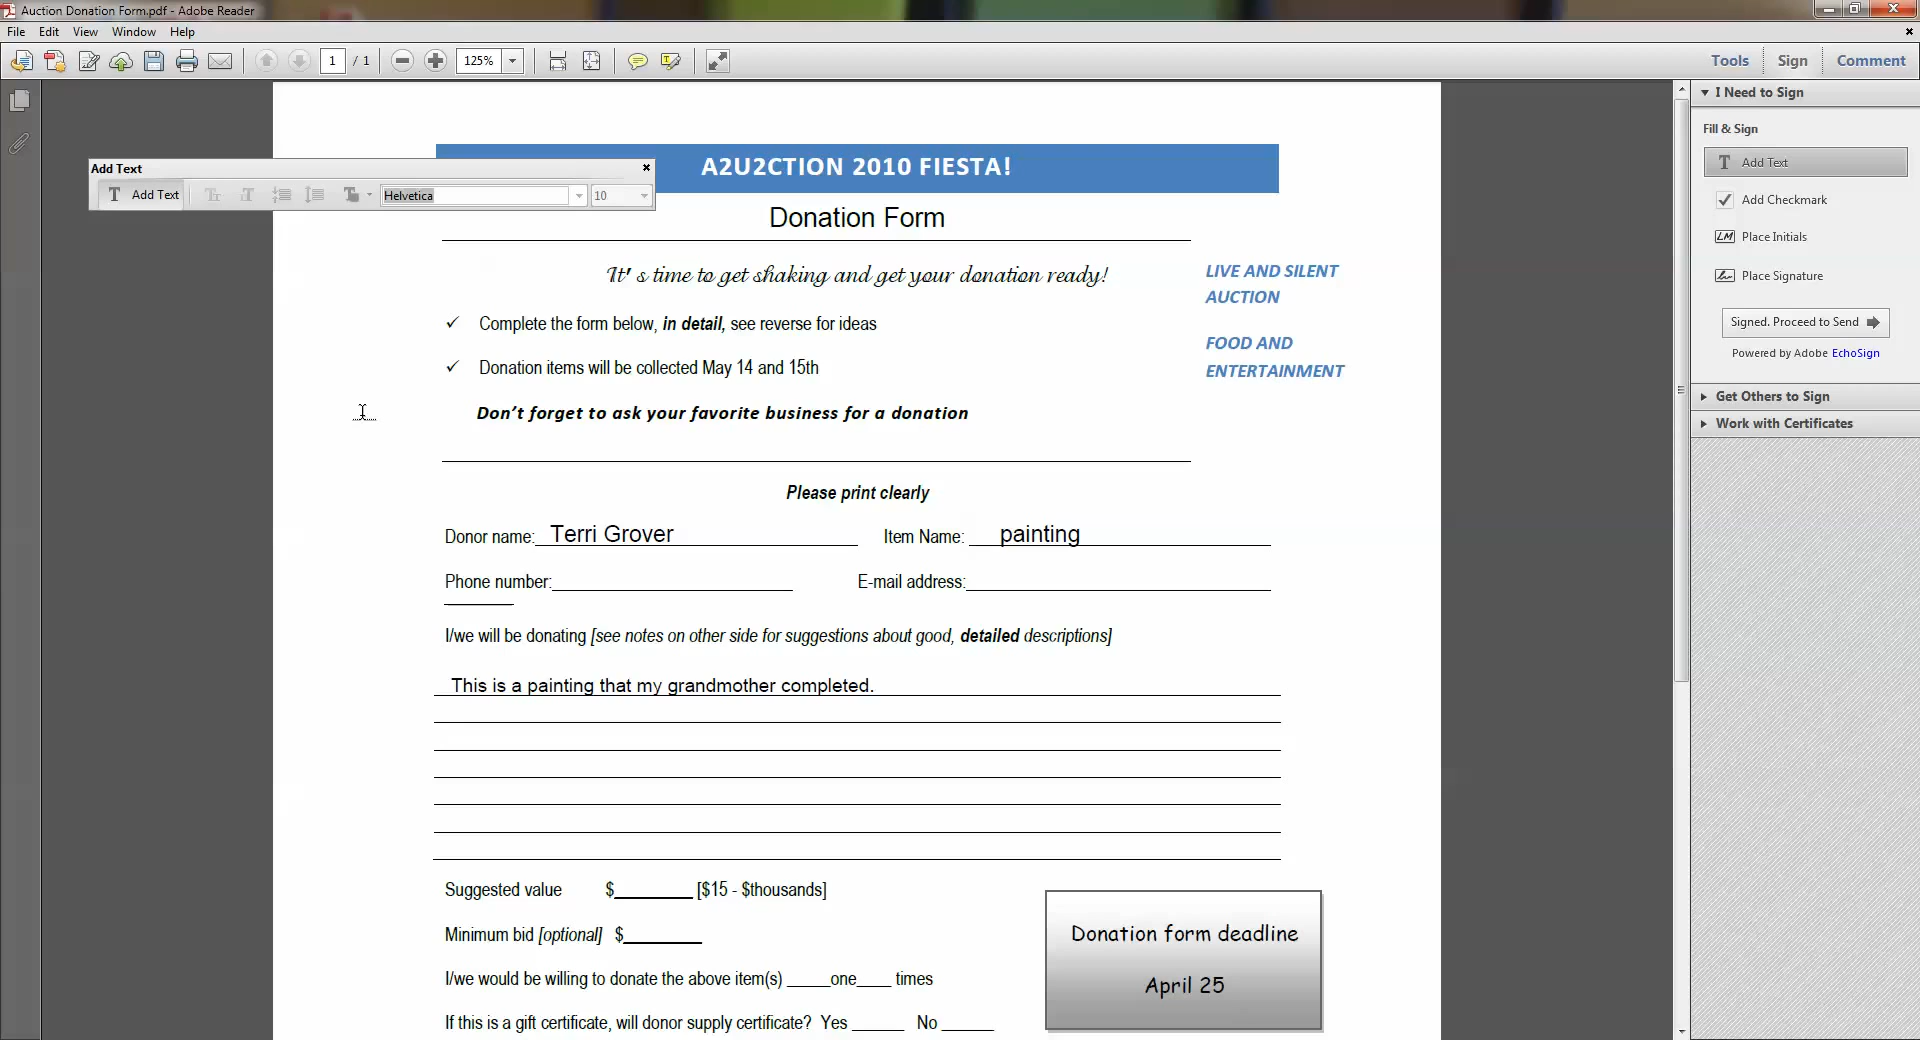 Auction Donation Form.pdf - Adobe Reader
File Edit View Window Help
1 / 1 125% Tools Sign Comment
I Need to Sign
Fill & Sign
Add Text
Add Checkmark
Place Initials
Place Signature
Signed. Proceed to Send
Powered by Adobe EchoSign
Get Others to Sign
Work with Certificates
Add Text
Add Text Helvetica 10
A2U2CTION 2010 FIESTA!
Donation Form
It's time to get shaking and get your donation ready!
LIVE AND SILENT
AUCTION
FOOD AND
ENTERTAINMENT
✓ Complete the form below, in detail, see reverse for ideas
✓ Donation items will be collected May 14 and 15th
Don't forget to ask your favorite business for a donation
Please print clearly
Donor name: Terri Grover Item Name: painting
Phone number: E-mail address:
I/we will be donating [see notes on other side for suggestions about good, detailed descriptions]
This is a painting that my grandmother completed.
Suggested value $________ [$15 - $thousands]
Minimum bid [optional] $________
I/we would be willing to donate the above item(s) _____one____ times
If this is a gift certificate, will donor supply certificate? Yes ______ No ______
Donation form deadline
April 25